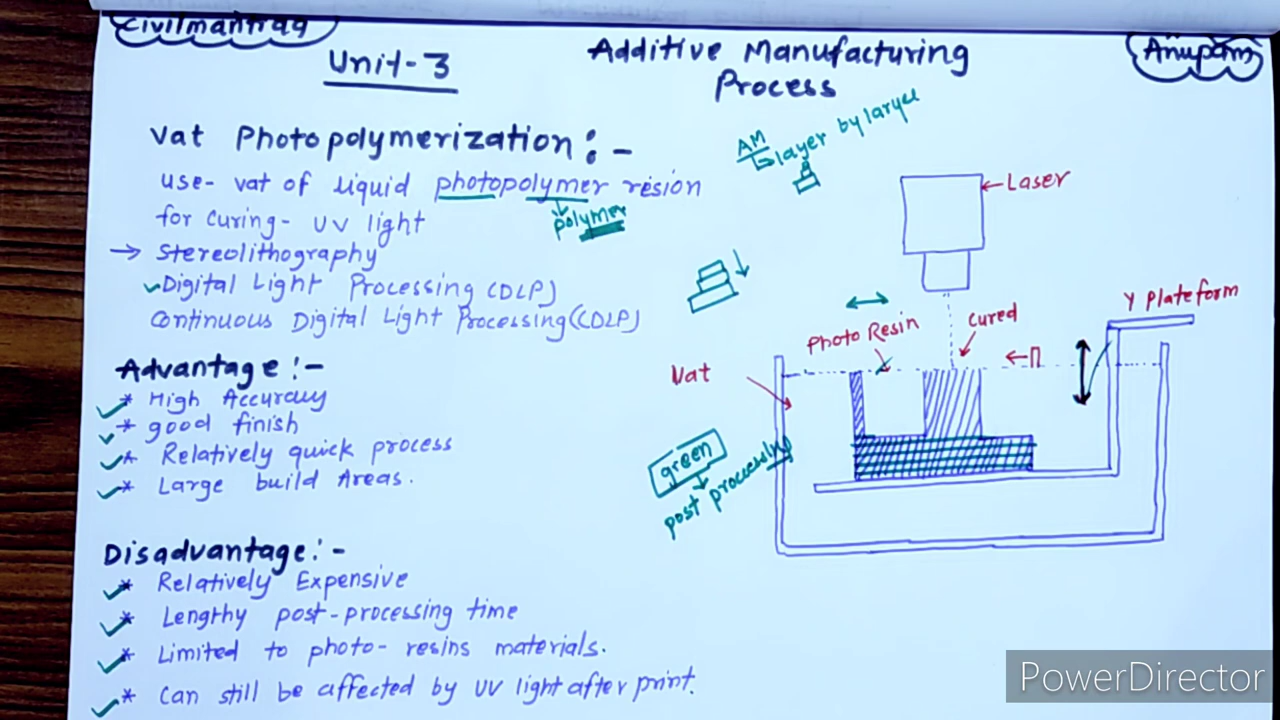 Civilmantraa
Anupam
Unit-3
Additive Manufacturing
Process
Vat Photopolymerization:-
use- vat of liquid photopolymer resion
for curing- UV light
polymer
→ Stereolithography
Digital Light Processing (DLP)
Continuous Digital Light Processing (CDLP)
AM
layer by laryer
Laser
Y Plateform
Photo Resin
Cured
Vat
green
post processing
Advantage:-
* High Accuracy
* good finish
* Relatively quick process
* Large build Areas.
Disadvantage:-
* Relatively Expensive
* Lengthy post-processing time
* Limited to photo-resins materials.
* Can still be affected by UV light after print.
PowerDirector